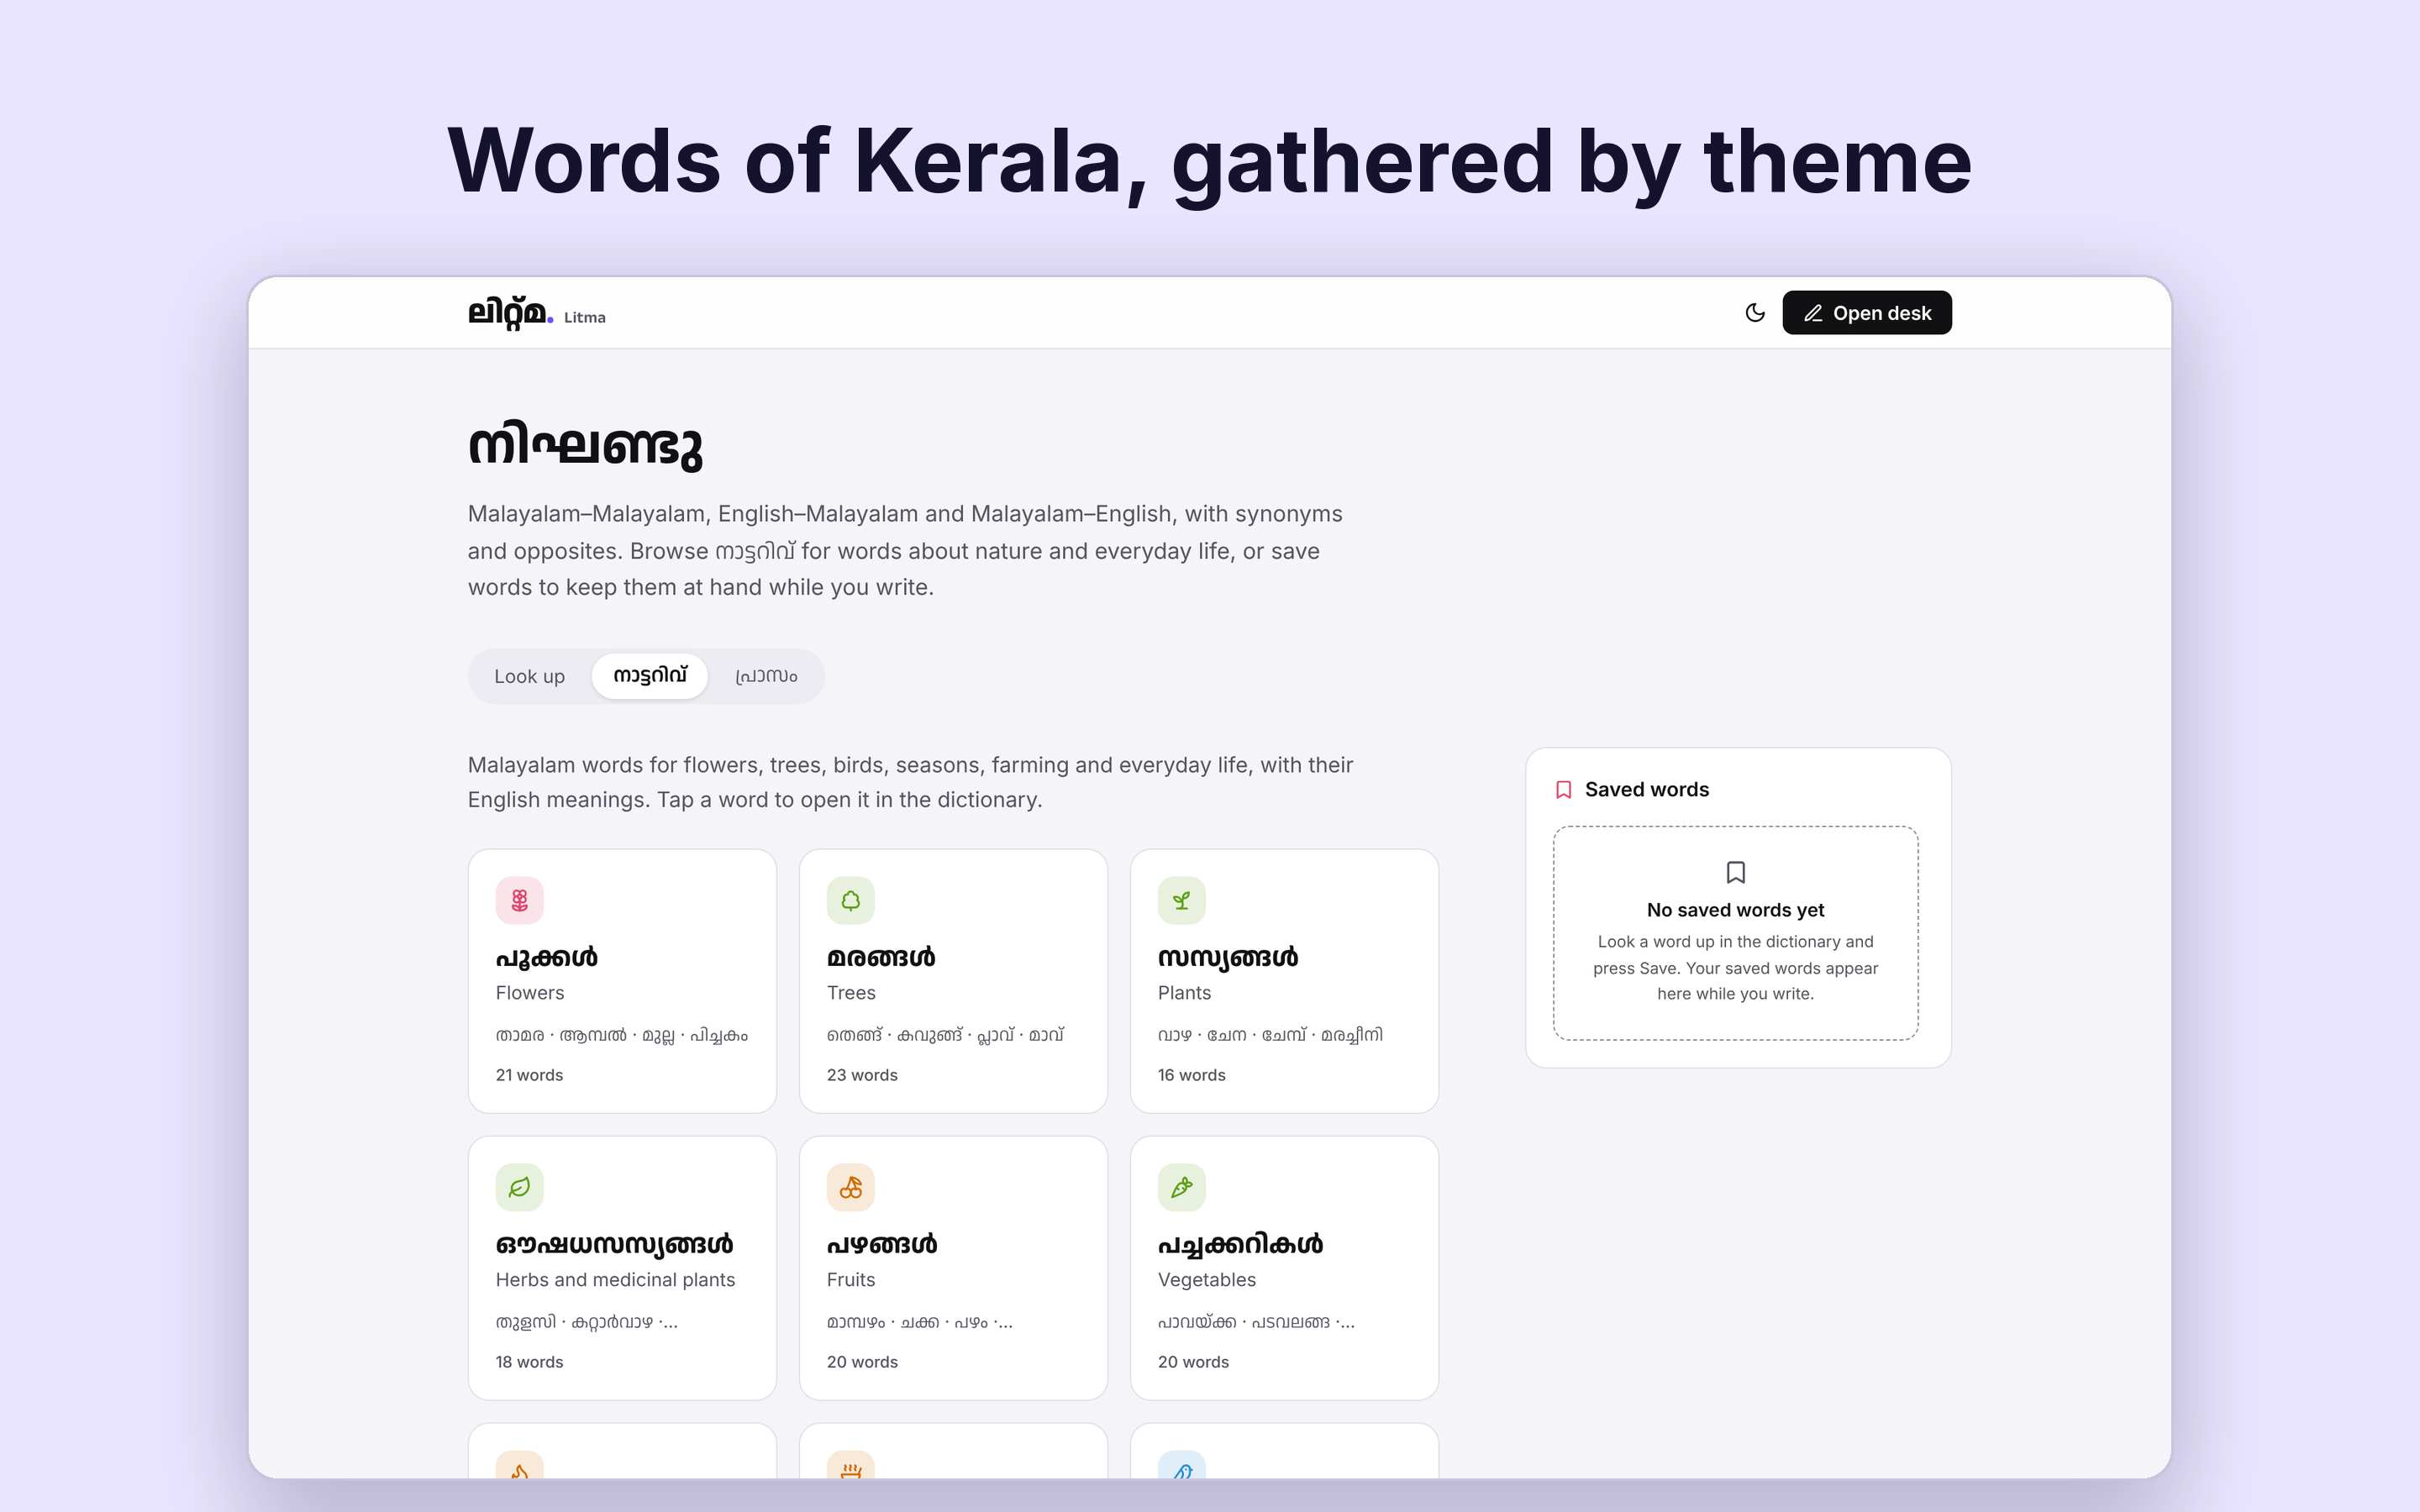 Words of Kerala, gathered by theme
ലിറ്റ്മ. Litma
Open desk
നിഘണ്ടു
Malayalam–Malayalam, English–Malayalam and Malayalam–English, with synonyms
and opposites. Browse നാട്ടറിവ് for words about nature and everyday life, or save
words to keep them at hand while you write.
Look up നാട്ടറിവ് പ്രാസം
Malayalam words for flowers, trees, birds, seasons, farming and everyday life, with their
English meanings. Tap a word to open it in the dictionary.
പൂക്കൾ
Flowers
താമര · ആമ്പൽ · മുല്ല · പിച്ചകം
21 words
മരങ്ങൾ
Trees
തെങ്ങ് · കവുങ്ങ് · പ്ലാവ് · മാവ്
23 words
സസ്യങ്ങൾ
Plants
വാഴ · ചേന · ചേമ്പ് · മരച്ചീനി
16 words
ഔഷധസസ്യങ്ങൾ
Herbs and medicinal plants
തുളസി · കറ്റാർവാഴ ·...
18 words
പഴങ്ങൾ
Fruits
മാമ്പഴം · ചക്ക · പഴം ·...
20 words
പച്ചക്കറികൾ
Vegetables
പാവയ്ക്ക · പടവലങ്ങ ·...
20 words
Saved words
No saved words yet
Look a word up in the dictionary and
press Save. Your saved words appear
here while you write.